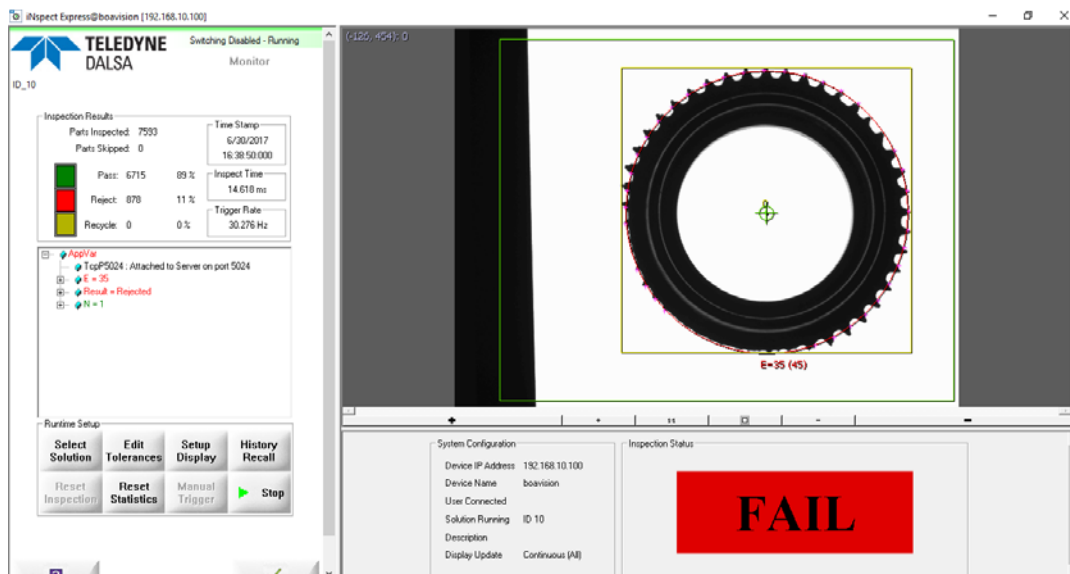 iNspect Express@boavision [192.168.10.100]
TELEDYNE
DALSA
Switching Disabled - Running
Monitor
ID_10
Inspection Results
Parts Inspected: 7593
Parts Skipped: 0
Pass: 6715 89 %
Reject: 878 11 %
Recycle: 0 0 %
Time Stamp
6/30/2017
16:38:50:000
Inspect Time
14.618 ms
Trigger Rate
30.276 Hz
AppVar
TcpP5024 : Attached to Server on port 5024
E = 35
Result = Rejected
N = 1
Runtime Setup
Select Solution
Edit Tolerances
Setup Display
History Recall
Reset Inspection
Reset Statistics
Manual Trigger
Stop
(-126, 454): 0
E=35 (45)
System Configuration
Device IP Address 192.168.10.100
Device Name boavision
User Connected
Solution Running ID 10
Description
Display Update Continuous (All)
Inspection Status
FAIL